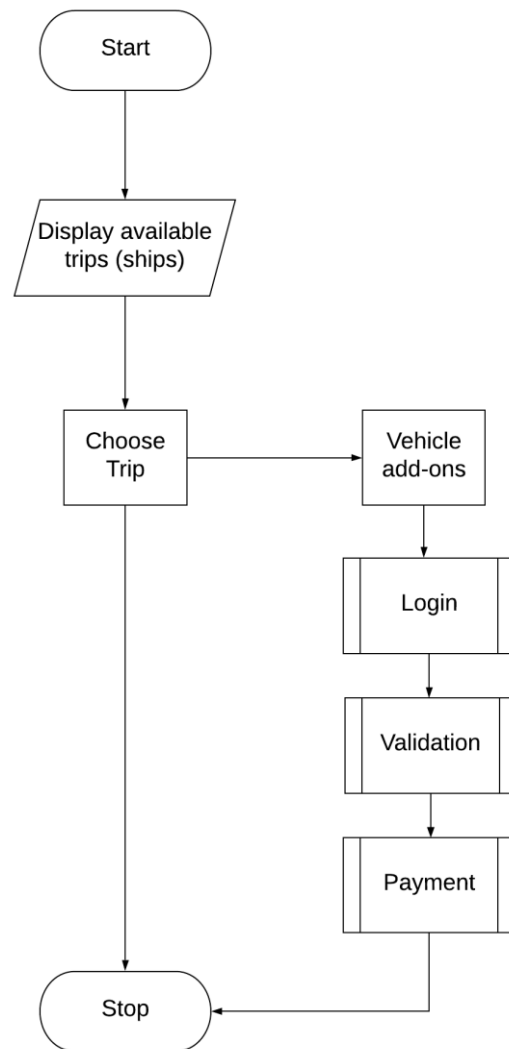 Start
Display available
trips (ships)
Choose
Trip
Vehicle
add-ons
Login
Validation
Payment
Stop